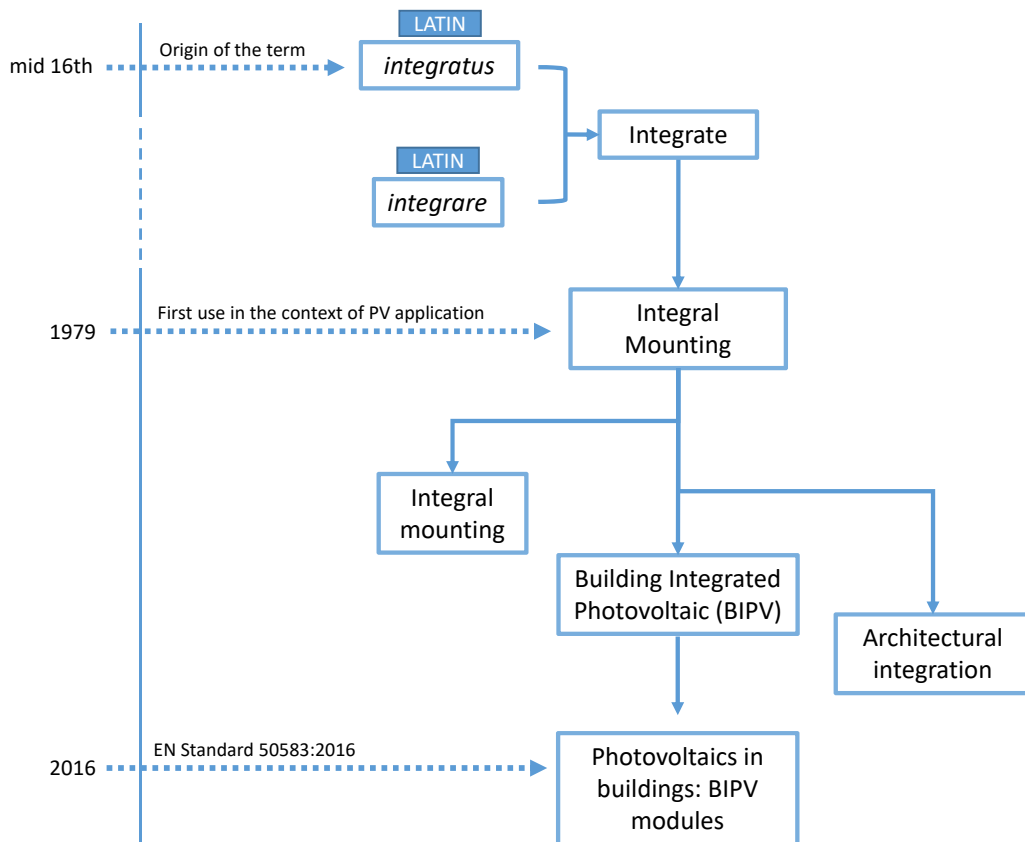 LATIN
Origin of the term
mid 16th
integratus
Integrate
LATIN
integrare
First use in the context of PV application
1979
Integral
Mounting
Integral
mounting
Building Integrated
Photovoltaic (BIPV)
Architectural
integration
EN Standard 50583:2016
2016
Photovoltaics in
buildings: BIPV
modules